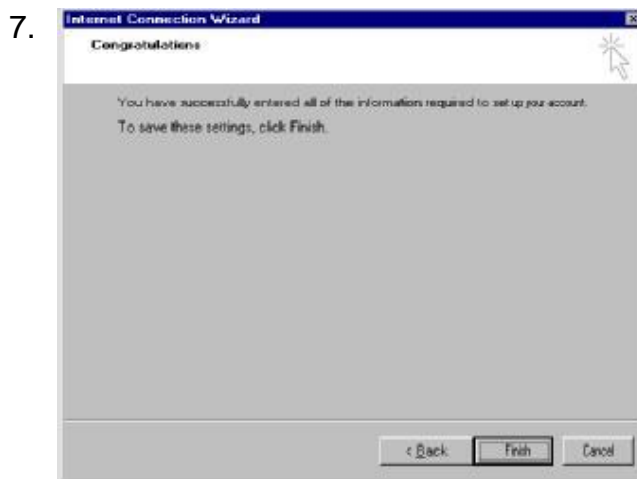 7.
Internet Connection Wizard
Congratulations
You have successfully entered all of the information required to set up your account.
To save these settings, click Finish.
< Back
Finish
Cancel